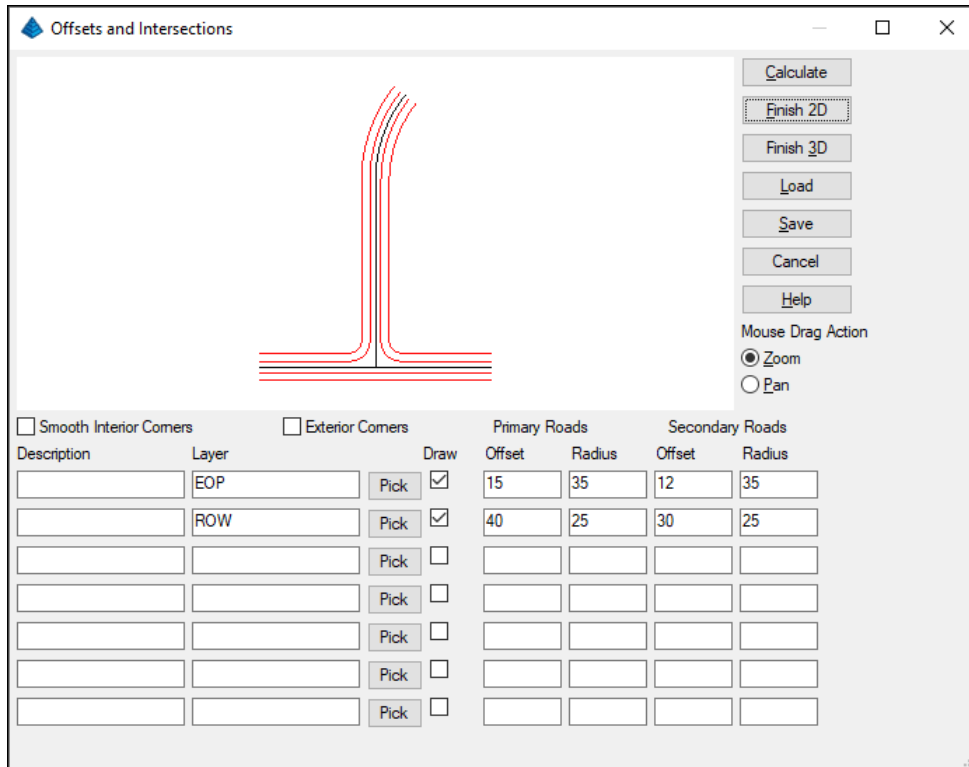 Offsets and Intersections
Calculate
Finish 2D
Finish 3D
Load
Save
Cancel
Help
Mouse Drag Action
Zoom
Pan
Smooth Interior Corners Exterior Corners Primary Roads Secondary Roads
Description Layer Draw Offset Radius Offset Radius
EOP Pick 15 35 12 35
ROW Pick 40 25 30 25
Pick
Pick
Pick
Pick
Pick